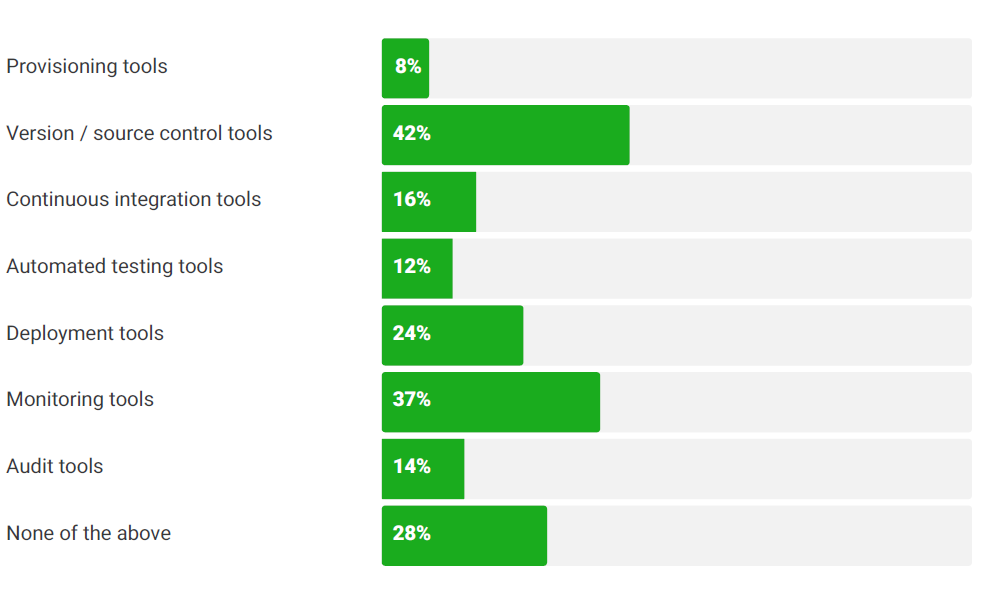 Provisioning tools 8%
Version / source control tools 42%
Continuous integration tools 16%
Automated testing tools 12%
Deployment tools 24%
Monitoring tools 37%
Audit tools 14%
None of the above 28%